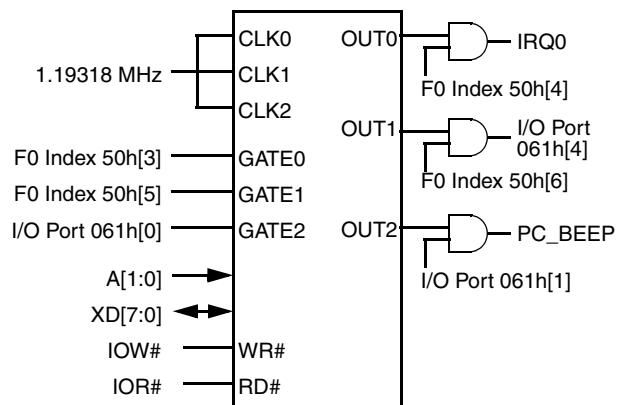 CLK0 OUT0 IRQ0
1.19318 MHz CLK1
F0 Index 50h[4]
CLK2
OUT1 I/O Port
061h[4]
F0 Index 50h[3] GATE0
F0 Index 50h[6]
F0 Index 50h[5] GATE1
I/O Port 061h[0] GATE2 OUT2 PC_BEEP
A[1:0] I/O Port 061h[1]
XD[7:0]
IOW# WR#
IOR# RD#